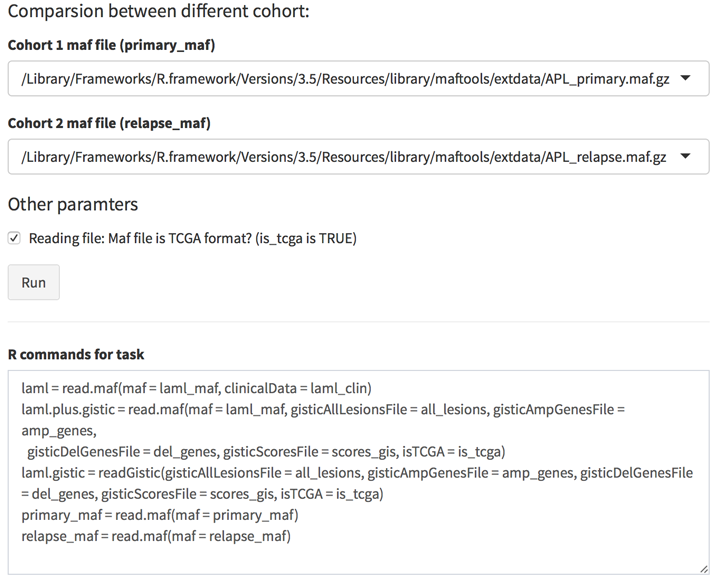 Comparsion between different cohort:
Cohort 1 maf file (primary_maf)
/Library/Frameworks/R.framework/Versions/3.5/Resources/library/maftools/extdata/APL_primary.maf.gz
Cohort 2 maf file (relapse_maf)
/Library/Frameworks/R.framework/Versions/3.5/Resources/library/maftools/extdata/APL_relapse.maf.gz
Other paramters
Reading file: Maf file is TCGA format? (is_tcga is TRUE)
Run
R commands for task
laml = read.maf(maf = laml_maf, clinicalData = laml_clin)
laml.plus.gistic = read.maf(maf = laml_maf, gisticAllLesionsFile = all_lesions, gisticAmpGenesFile =
amp_genes,
gisticDelGenesFile = del_genes, gisticScoresFile = scores_gis, isTCGA = is_tcga)
laml.gistic = readGistic(gisticAllLesionsFile = all_lesions, gisticAmpGenesFile = amp_genes, gisticDelGenesFile
= del_genes, gisticScoresFile = scores_gis, isTCGA = is_tcga)
primary_maf = read.maf(maf = primary_maf)
relapse_maf = read.maf(maf = relapse_maf)